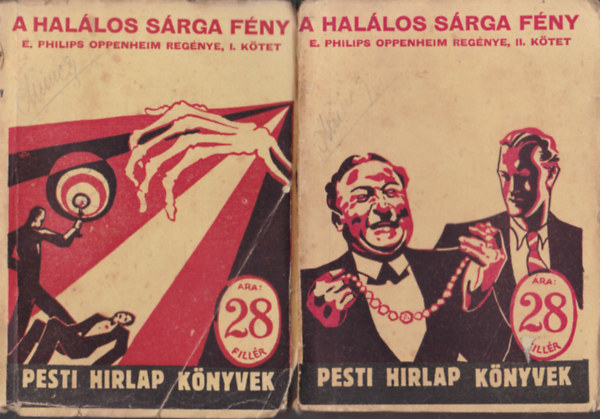 A HALÁLOS SÁRGA FÉNY
E. PHILIPS OPPENHEIM REGÉNYE, I. KÖTET
ÁRA:
28
FILLÉR
PESTI HIRLAP KÖNYVEK
A HALÁLOS SÁRGA FÉNY
E. PHILIPS OPPENHEIM REGÉNYE, II. KÖTET
ÁRA:
28
FILLÉR
PESTI HIRLAP KÖNYVEK